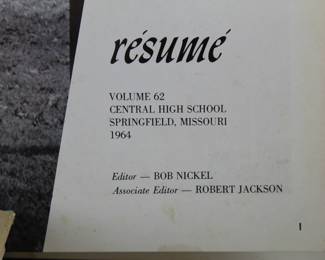 résumé
VOLUME 62
CENTRAL HIGH SCHOOL
SPRINGFIELD, MISSOURI
1964
Editor — BOB NICKEL
Associate Editor — ROBERT JACKSON
1